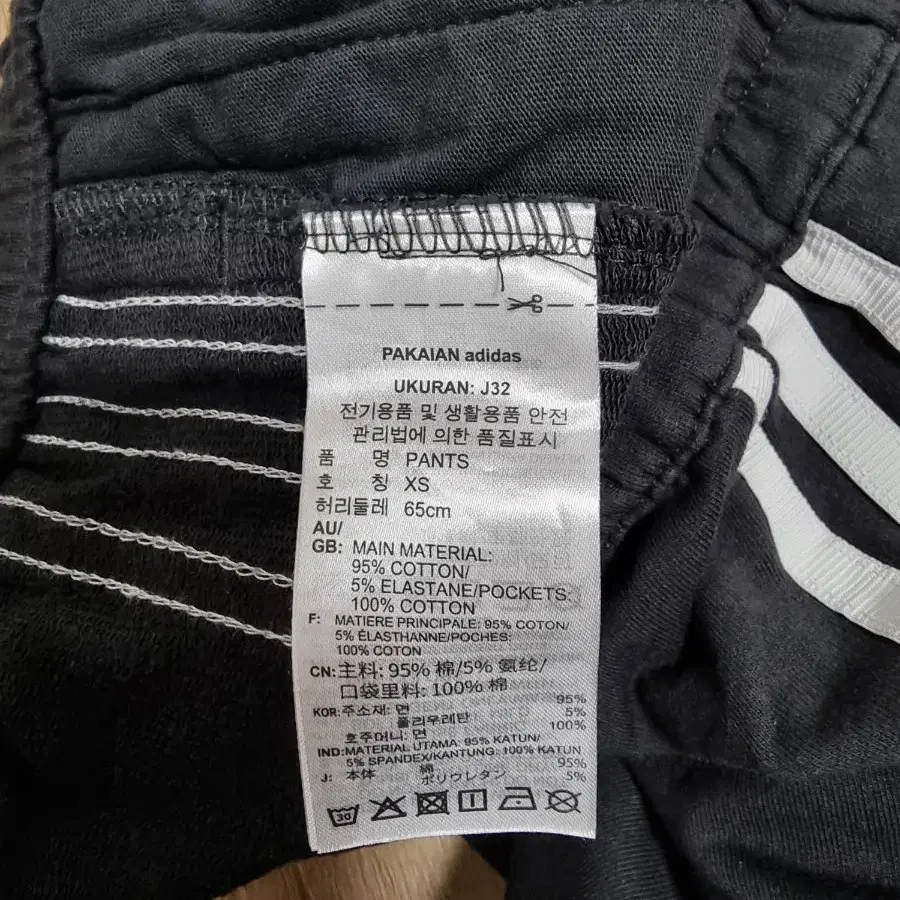 PAKAIAN adidas
UKURAN: J32
전기용품 및 생활용품 안전
관리법에 의한 품질표시
품 명 PANTS
호 칭 XS
허리둘레 65cm
AU/
GB: MAIN MATERIAL:
95% COTTON/
5% ELASTANE/POCKETS:
100% COTTON
F: MATIERE PRINCIPALE: 95% COTON/
5% ÉLASTHANNE/POCHES:
100% COTON
CN: 主料: 95% 棉/5% 氨纶/
口袋里料: 100% 棉
KOR: 주소재: 면 95%
폴리우레탄 5%
호주머니: 면 100%
IND: MATERIAL UTAMA: 95% KATUN/
5% SPANDEX/KANTUNG: 100% KATUN
J: 本体 綿 95%
ポリウレタン 5%
30